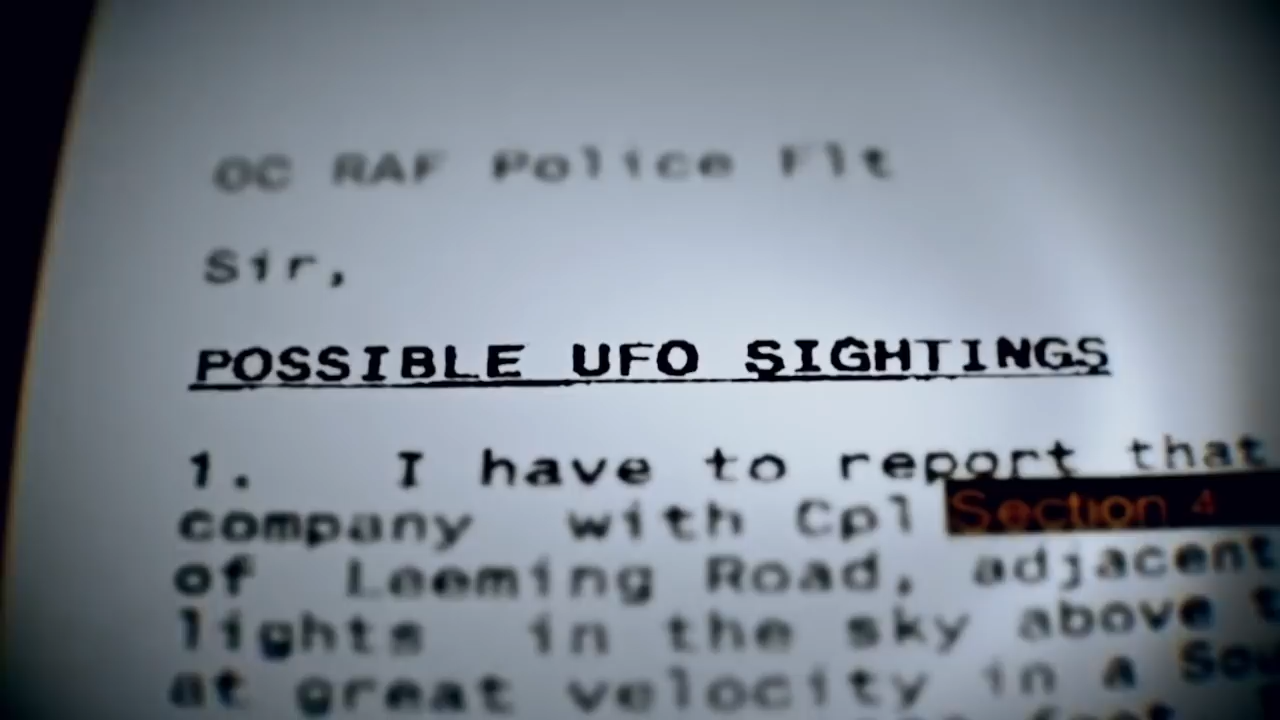 OC RAF Police Flt
Sir,
POSSIBLE UFO SIGHTINGS
1. I have to report that
company with Cpl Section 4
of Leeming Road, adjacent
lights in the sky above
at great velocity in a
feet